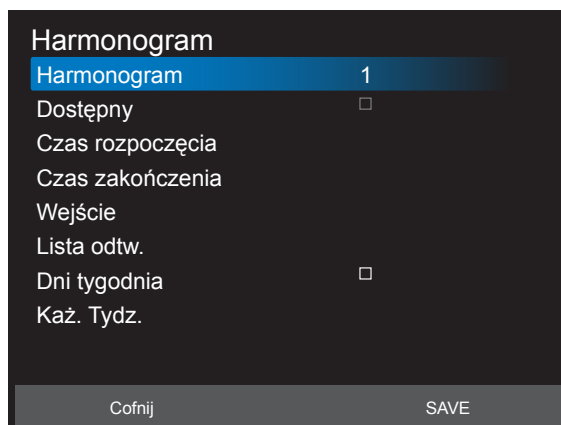 Harmonogram
Harmonogram 1
Dostępny
Czas rozpoczęcia
Czas zakończenia
Wejście
Lista odtw.
Dni tygodnia
Każ. Tydz.
Cofnij SAVE